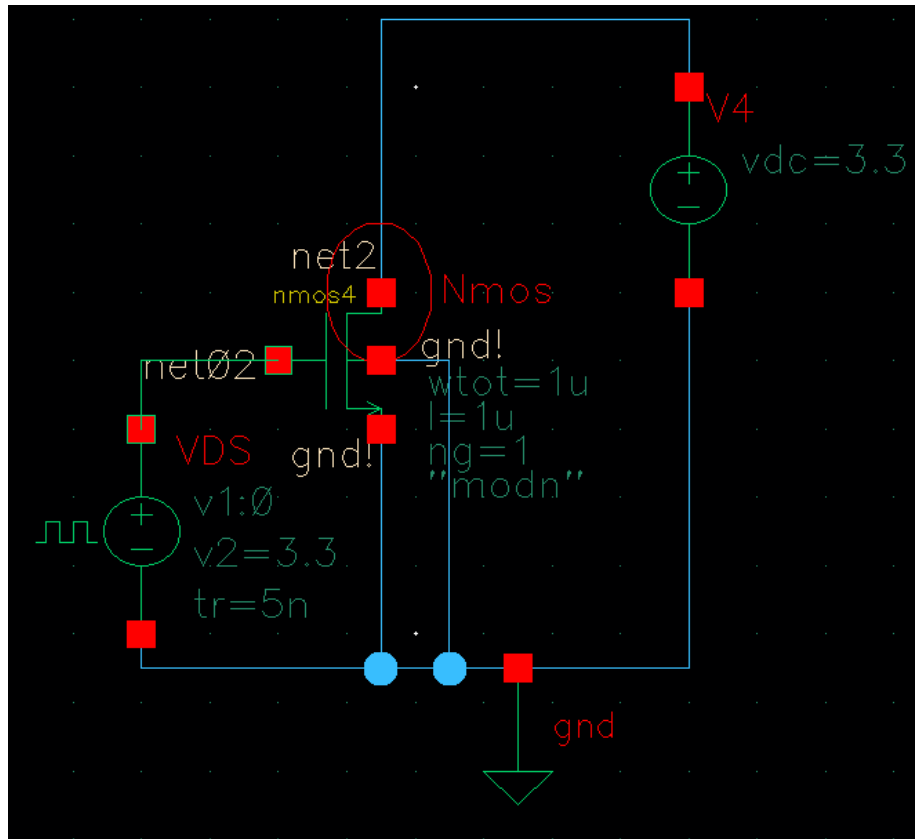 V4
vdc=3.3
net2
nmos4
Nmos
gnd!
net02
wtot=1u
l=1u
ng=1
"modn"
gnd!
VDS
v1:0
v2=3.3
tr=5n
gnd